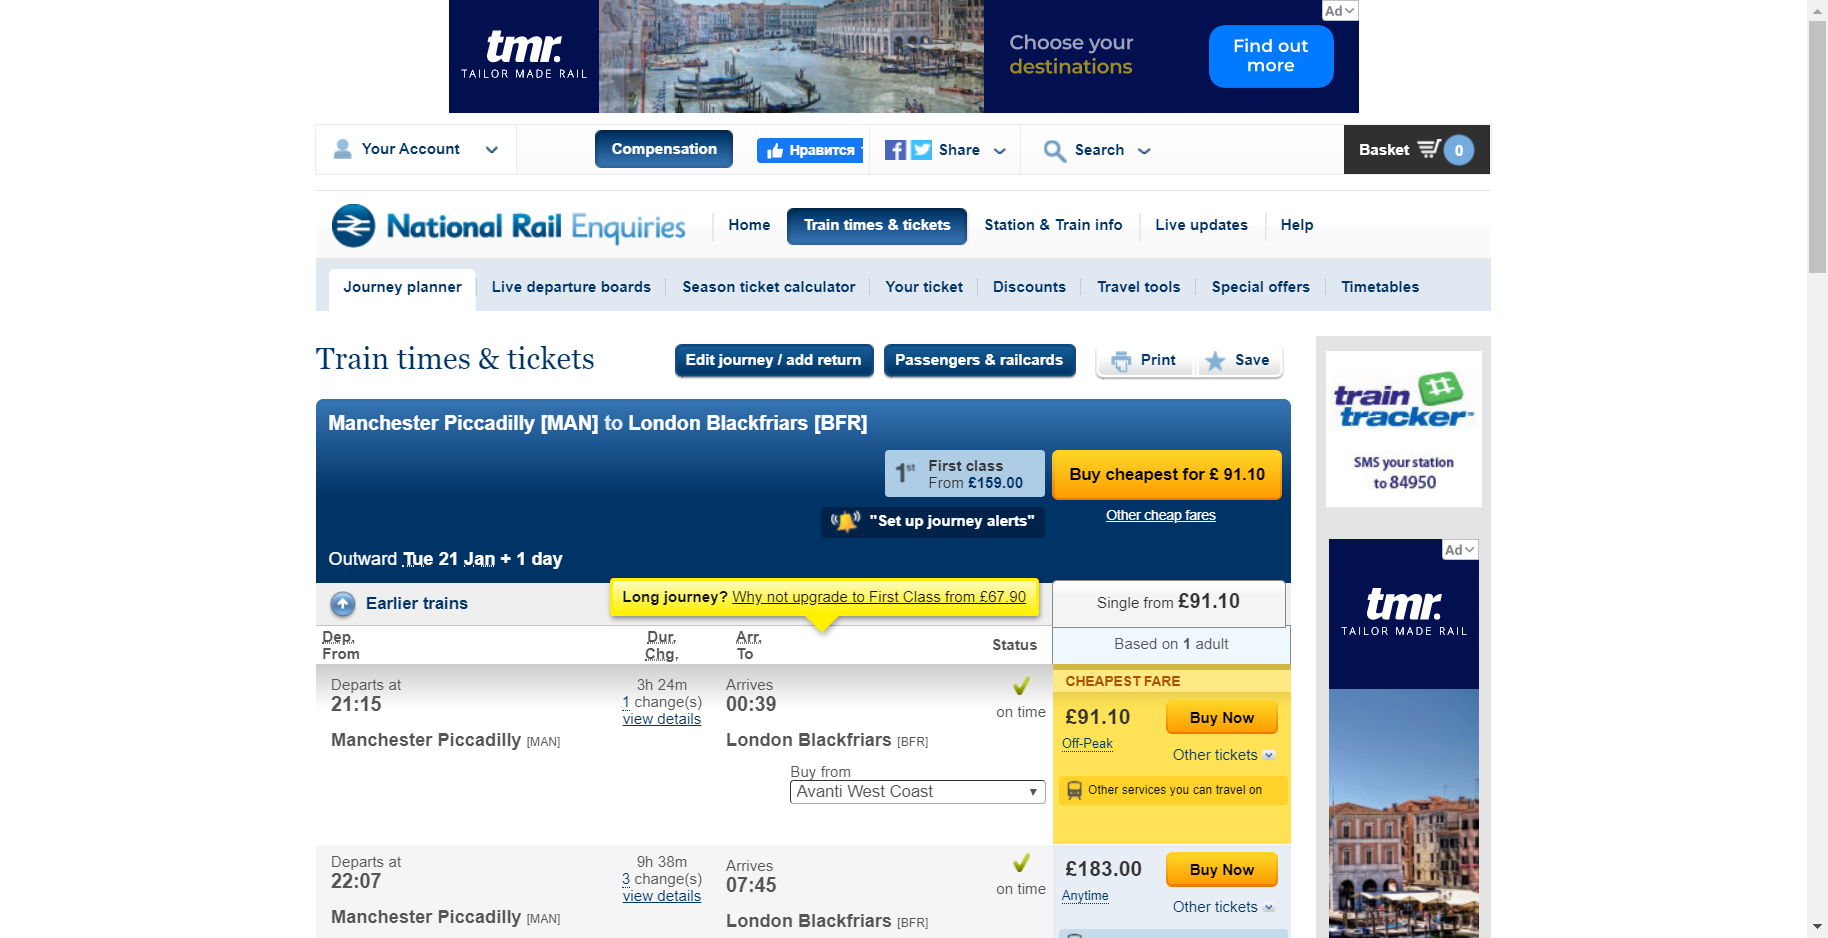 tmr.
TAILOR MADE RAIL
Choose your
destinations
Find out
more
Ad
Your Account
Compensation
Нравится
Share
Search
Basket
0
National Rail Enquiries
Home
Train times & tickets
Station & Train info
Live updates
Help
Journey planner
Live departure boards
Season ticket calculator
Your ticket
Discounts
Travel tools
Special offers
Timetables
Train times & tickets
Edit journey / add return
Passengers & railcards
Print
Save
Manchester Piccadilly [MAN] to London Blackfriars [BFR]
1st
First class
From £159.00
Buy cheapest for £ 91.10
"Set up journey alerts"
Other cheap fares
Outward Tue 21 Jan + 1 day
Earlier trains
Long journey? Why not upgrade to First Class from £67.90
Single from £91.10
Dep.
From
Dur.
Chg.
Arr.
To
Status
Based on 1 adult
Departs at
21:15
Manchester Piccadilly [MAN]
3h 24m
1 change(s)
view details
Arrives
00:39
London Blackfriars [BFR]
on time
Buy from
Avanti West Coast
CHEAPEST FARE
£91.10
Off-Peak
Buy Now
Other tickets
Other services you can travel on
Departs at
22:07
Manchester Piccadilly [MAN]
9h 38m
3 change(s)
view details
Arrives
07:45
London Blackfriars [BFR]
on time
£183.00
Anytime
Buy Now
Other tickets
train
tracker™
SMS your station
to 84950
Ad
tmr.
TAILOR MADE RAIL